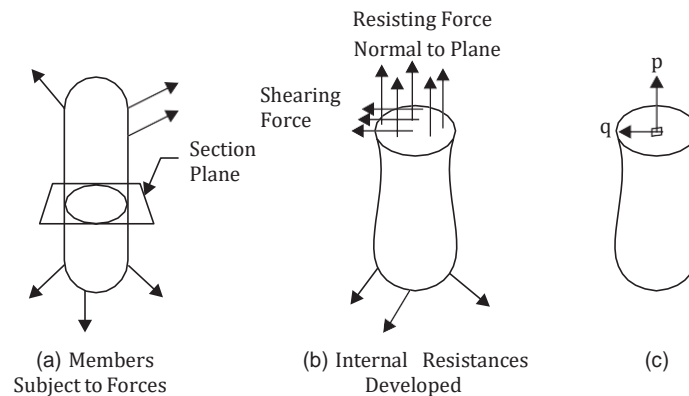 Resisting Force
Normal to Plane
Shearing
Force
p
q
Section
Plane
(a) Members
Subject to Forces
(b) Internal Resistances
Developed
(c)